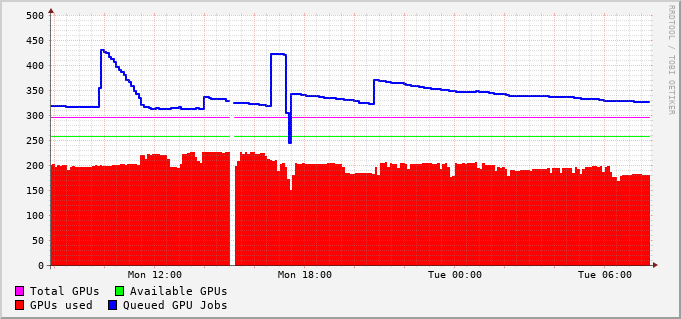 500
450
400
350
300
250
200
150
100
50
0
Mon 12:00 Mon 18:00 Tue 00:00 Tue 06:00
Total GPUs Available GPUs
GPUs used Queued GPU Jobs
RRDTOOL / TOBI OETIKER